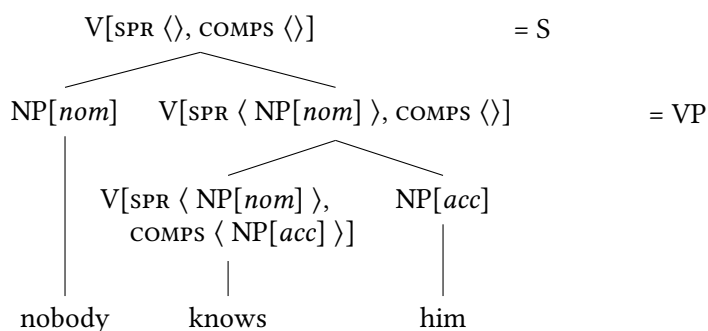 V[SPR ⟨⟩, COMPS ⟨⟩] = S
NP[nom] V[SPR ⟨ NP[nom] ⟩, COMPS ⟨⟩] = VP
V[SPR ⟨ NP[nom] ⟩, NP[acc]
COMPS ⟨ NP[acc] ⟩]
nobody knows him